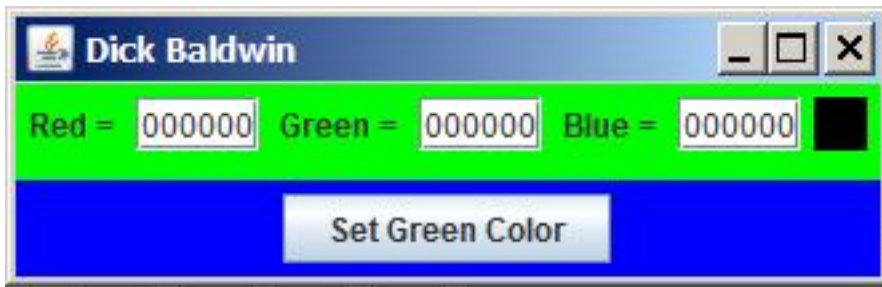 Dick Baldwin
Red = 000000 Green = 000000 Blue = 000000
Set Green Color